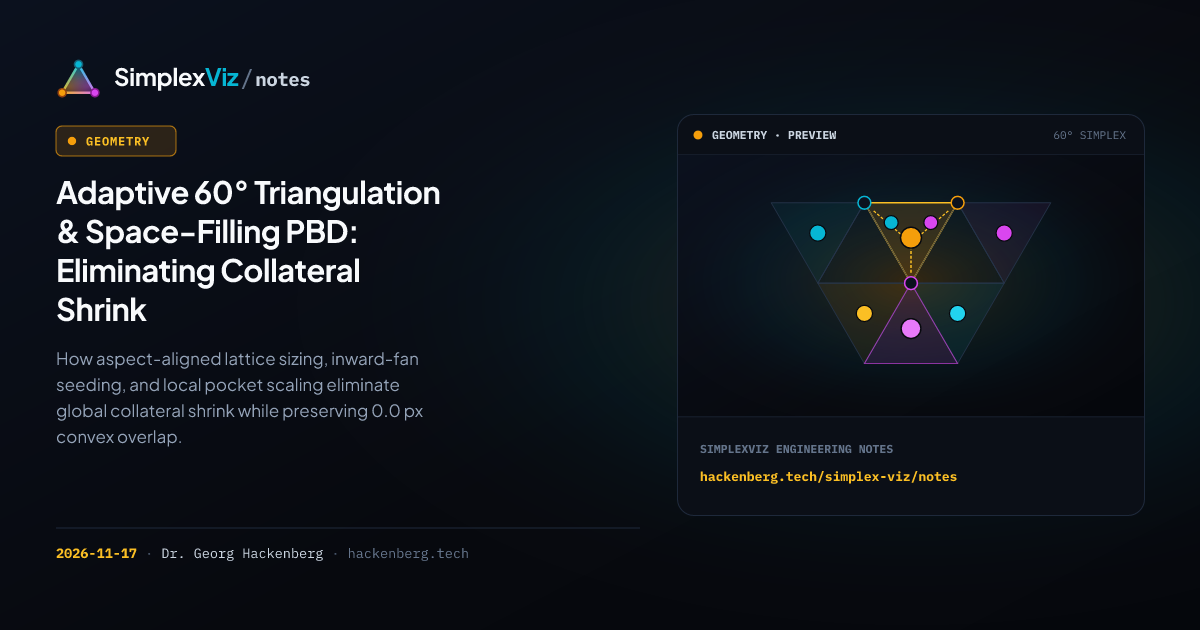 SimplexViz/notes
GEOMETRY
Adaptive 60° Triangulation
& Space-Filling PBD:
Eliminating Collateral
Shrink
How aspect-aligned lattice sizing, inward-fan
seeding, and local pocket scaling eliminate
global collateral shrink while preserving 0.0 px
convex overlap.
2026-11-17 · Dr. Georg Hackenberg · hackenberg.tech
GEOMETRY · PREVIEW
60° SIMPLEX
SIMPLEXVIZ ENGINEERING NOTES
hackenberg.tech/simplex-viz/notes